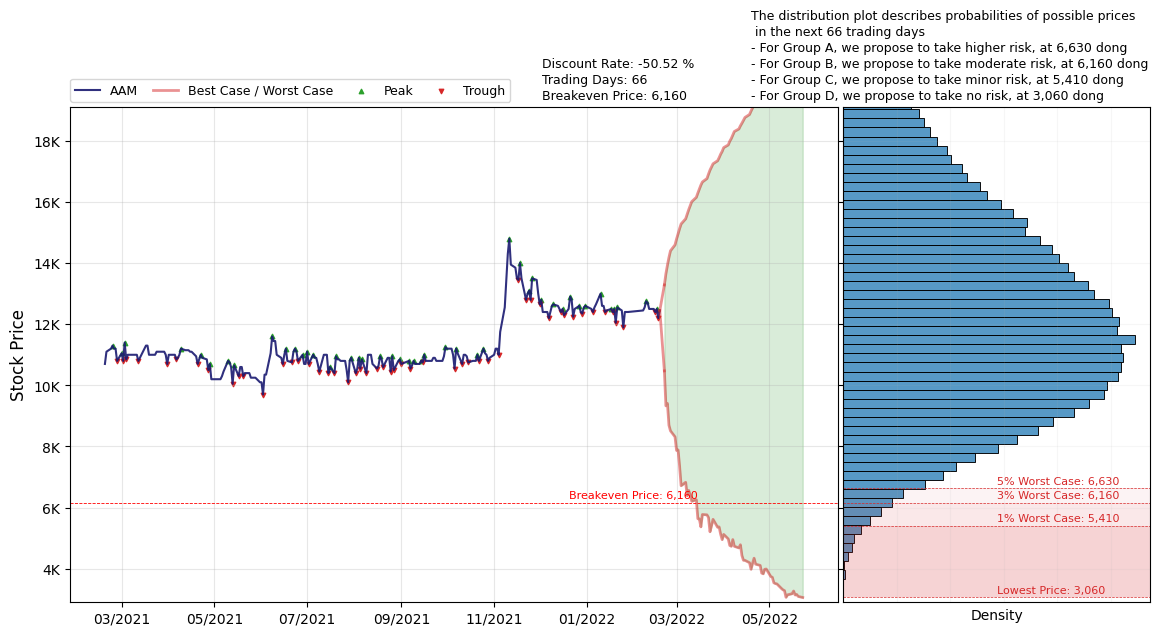 The distribution plot describes probabilities of possible prices
in the next 66 trading days
- For Group A, we propose to take higher risk, at 6,630 dong
- For Group B, we propose to take moderate risk, at 6,160 dong
- For Group C, we propose to take minor risk, at 5,410 dong
- For Group D, we propose to take no risk, at 3,060 dong
Discount Rate: -50.52 %
Trading Days: 66
Breakeven Price: 6,160
AAM
Best Case / Worst Case
Peak
Trough
Stock Price
18K
16K
14K
12K
10K
8K
6K
4K
Breakeven Price: 6,160
03/2021
05/2021
07/2021
09/2021
11/2021
01/2022
03/2022
05/2022
5% Worst Case: 6,630
3% Worst Case: 6,160
1% Worst Case: 5,410
Lowest Price: 3,060
Density